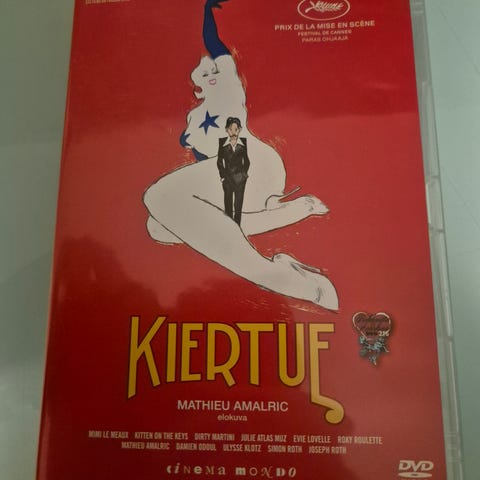 PRIX DE LA MISE EN SCÈNE
FESTIVAL DE CANNES
PARAS OHJAAJA
KIERTUE
MATHIEU AMALRIC
elokuva
MIMI LE MEAUX KITTEN ON THE KEYS DIRTY MARTINI JULIE ATLAS MUZ EVIE LOVELLE ROKY ROULETTE
MATHIEU AMALRIC DAMIEN ODOUL ULYSSE KLOTZ SIMON ROTH JOSEPH ROTH
CINEMA MONDO
DVD